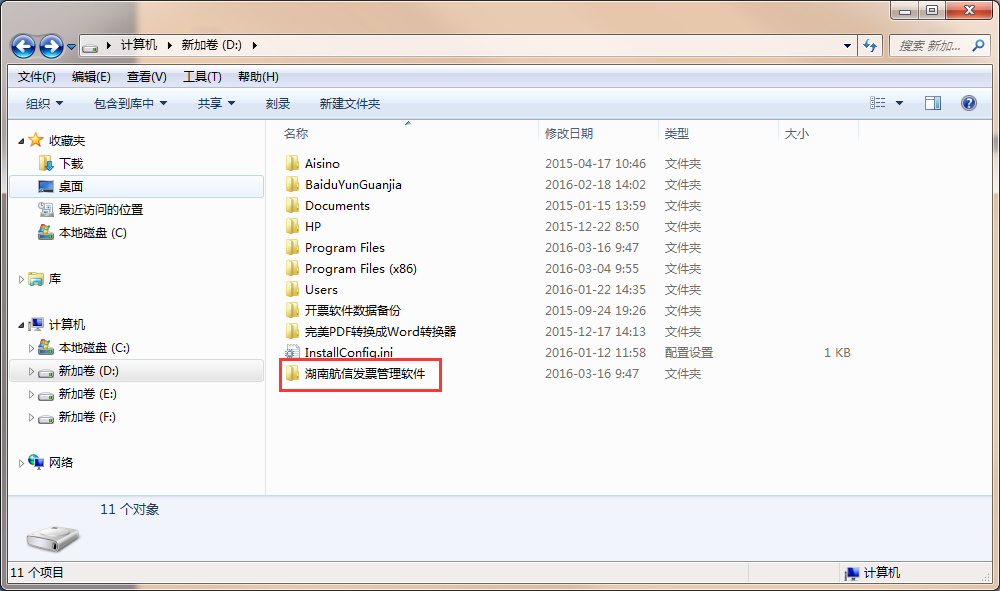 计算机 新加卷 (D:)
搜索 新加...
文件(F) 编辑(E) 查看(V) 工具(T) 帮助(H)
组织 包含到库中 共享 刻录 新建文件夹
名称 修改日期 类型 大小
收藏夹
下载
桌面
最近访问的位置
本地磁盘 (C)
库
计算机
本地磁盘 (C:)
新加卷 (D:)
新加卷 (E:)
新加卷 (F:)
网络
Aisino 2015-04-17 10:46 文件夹
BaiduYunGuanjia 2016-02-18 14:02 文件夹
Documents 2015-01-15 13:59 文件夹
HP 2015-12-22 8:50 文件夹
Program Files 2016-03-16 9:47 文件夹
Program Files (x86) 2016-03-04 9:55 文件夹
Users 2016-01-22 14:35 文件夹
开票软件数据备份 2015-09-24 19:26 文件夹
完美PDF转换成Word转换器 2015-12-17 14:13 文件夹
InstallConfig.ini 2016-01-12 11:58 配置设置 1 KB
湖南航信发票管理软件 2016-03-16 9:47 文件夹
11 个对象
11 个项目 计算机